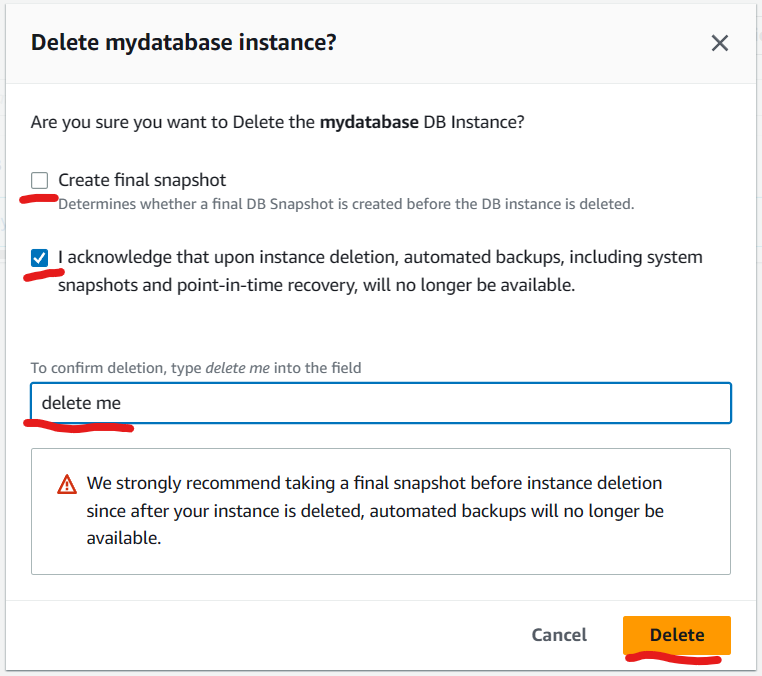 Delete mydatabase instance?
Are you sure you want to Delete the mydatabase DB Instance?
Create final snapshot
Determines whether a final DB Snapshot is created before the DB instance is deleted.
I acknowledge that upon instance deletion, automated backups, including system
snapshots and point-in-time recovery, will no longer be available.
To confirm deletion, type delete me into the field
delete me
We strongly recommend taking a final snapshot before instance deletion
since after your instance is deleted, automated backups will no longer be
available.
Cancel Delete